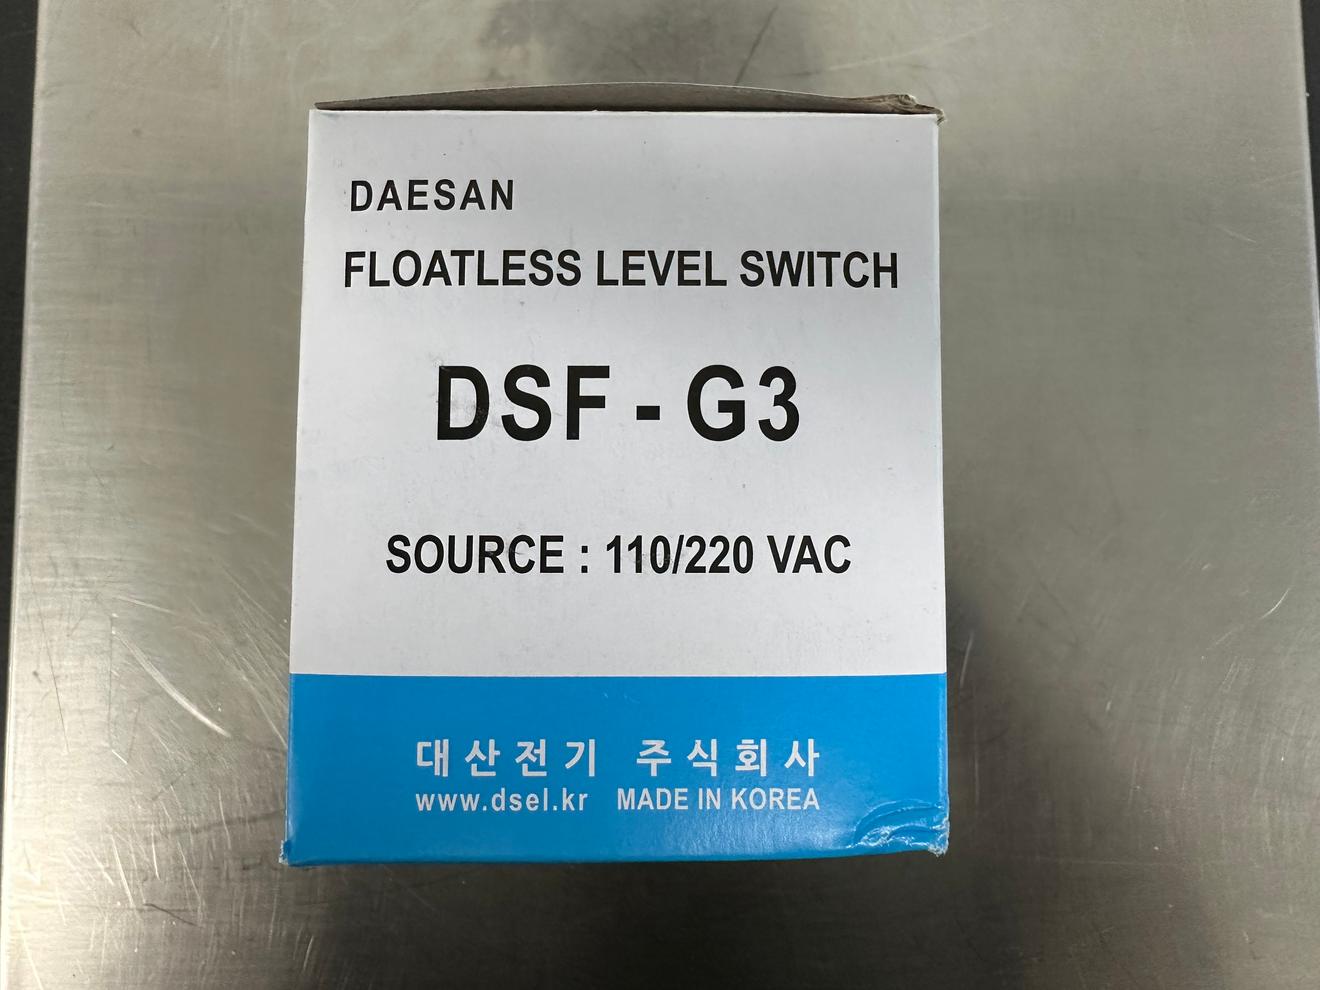 DAESAN
FLOATLESS LEVEL SWITCH
DSF - G3
SOURCE : 110/220 VAC
대산전기 주식회사
www.dsel.kr MADE IN KOREA